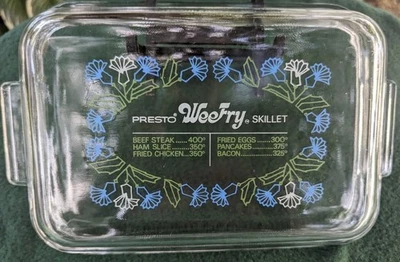 PRESTO® WeeFry® SKILLET
BEEF STEAK......400°
HAM SLICE.........350°
FRIED CHICKEN..350°
FRIED EGGS.......300°
PANCAKES.........375°
BACON...............325°